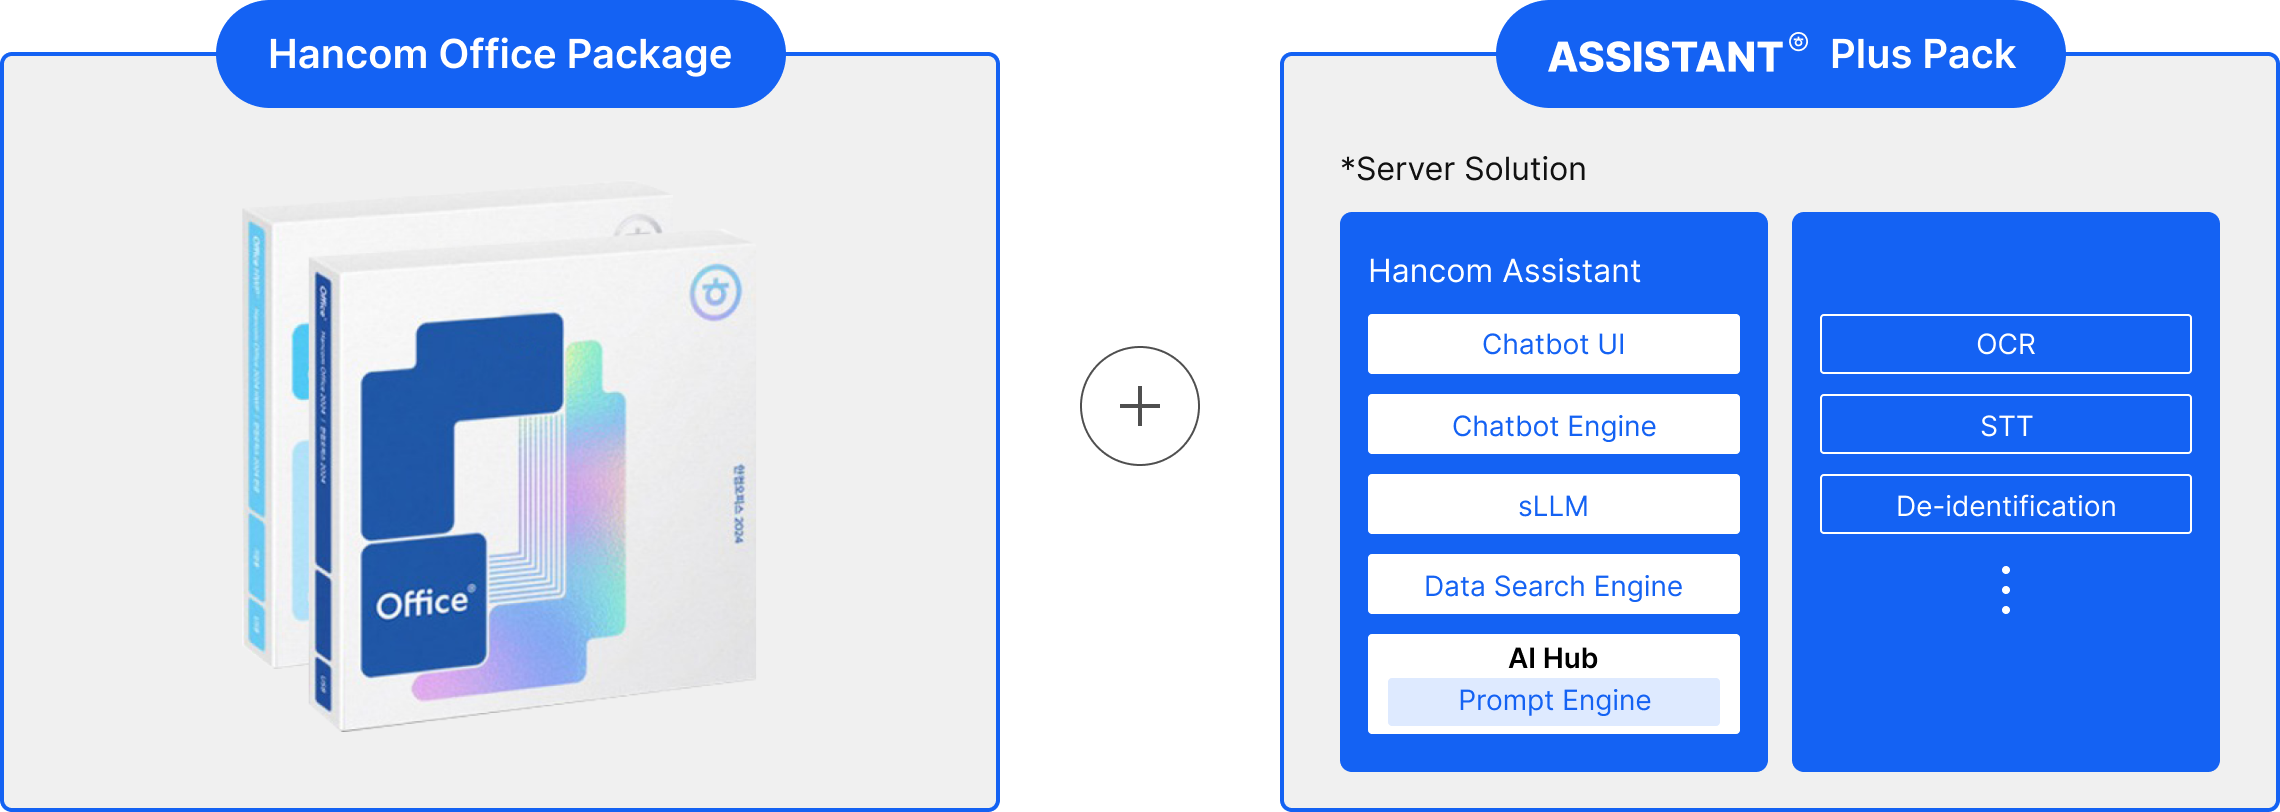 Hancom Office Package
Office
한컴오피스 2024
ASSISTANT® Plus Pack
*Server Solution
Hancom Assistant
Chatbot UI
Chatbot Engine
sLLM
Data Search Engine
AI Hub
Prompt Engine
OCR
STT
De-identification